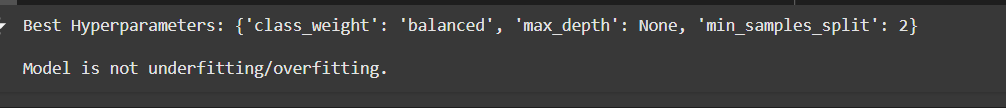 Best Hyperparameters: {'class_weight': 'balanced', 'max_depth': None, 'min_samples_split': 2}
Model is not underfitting/overfitting.